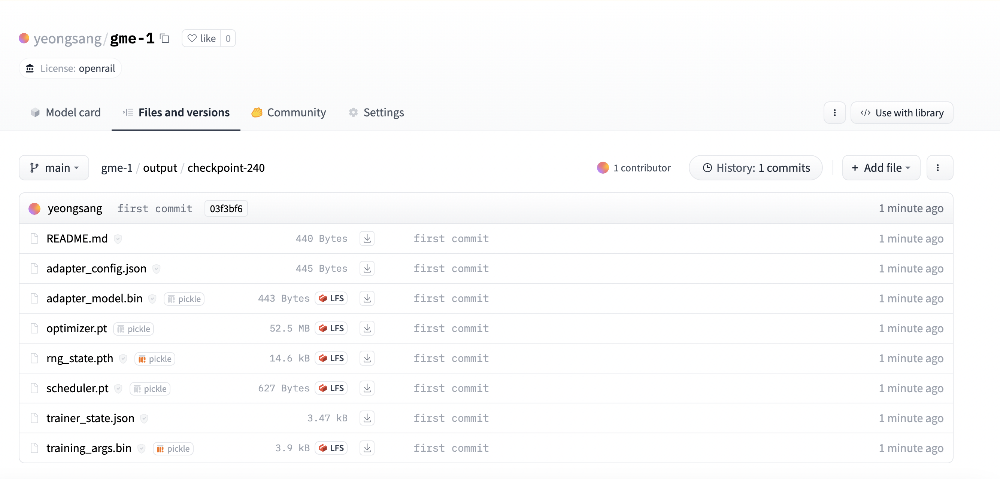 yeongsang/gme-1 like 0
License: openrail
Model card Files and versions Community Settings Use with library
main gme-1 / output / checkpoint-240 1 contributor History: 1 commits + Add file
yeongsang first commit 03f3bf6 1 minute ago
README.md 440 Bytes first commit 1 minute ago
adapter_config.json 445 Bytes first commit 1 minute ago
adapter_model.bin pickle 443 Bytes LFS first commit 1 minute ago
optimizer.pt pickle 52.5 MB LFS first commit 1 minute ago
rng_state.pth pickle 14.6 kB LFS first commit 1 minute ago
scheduler.pt pickle 627 Bytes LFS first commit 1 minute ago
trainer_state.json 3.47 kB first commit 1 minute ago
training_args.bin pickle 3.9 kB LFS first commit 1 minute ago